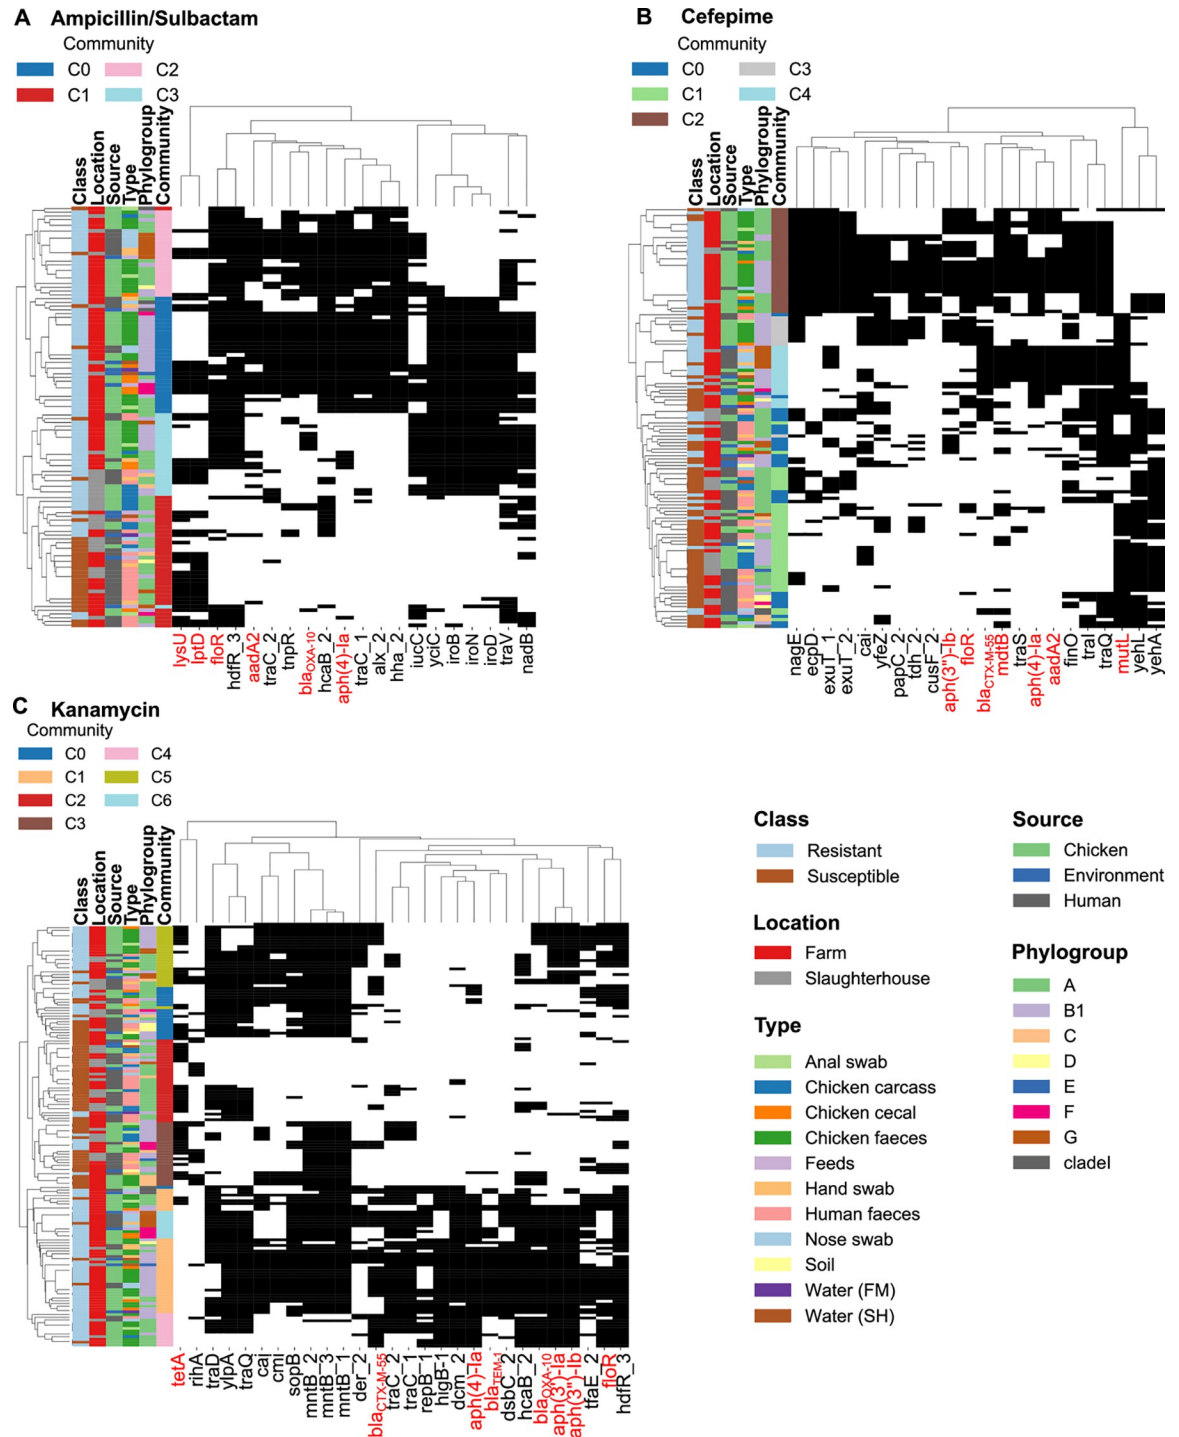 A Ampicillin/Sulbactam
Community
C0 C2
C1 C3
Class
Location
Source
Type
Phylogroup
Community
lysU
lptD
floR
hdfR_3
aadA2
traC_2
tnpR
blaOXA-10
hcaB_2
aph(4)-Ia
traC_1
alx_2
hha_2
iucC
yciC
iroB
iroN
iroD
traV
nadB
B Cefepime
Community
C0 C3
C1 C4
C2
Class
Location
Source
Type
Phylogroup
Community
nagE
ecpD
exuT_1
exuT_2
cai
yfeZ
papC_2
tdh_2
cusF_2
aph(3'')-Ib
floR
blaCTX-M-55
mdtB
traS
aph(4)-Ia
aadA2
finO
traI
traQ
mutL
yehL
yehA
C Kanamycin
Community
C0 C4
C1 C5
C2 C6
C3
Class
Location
Source
Type
Phylogroup
Community
tetA
rihA
traD
ylpA
traQ
caj
cmi
sopB
mntB_2
mntB_3
mntB_1
der_2
blaCTX-M-55
traC_2
traC_1
repB_1
higB-1
dcm_2
aph(4)-Ia
blaTEM-1
dsbC_2
hcaB_2
blaOXA-10
aph(3')-Ia
aph(3'')-Ib
tfaE_2
floR
hdfR_3
Class
Resistant
Susceptible
Location
Farm
Slaughterhouse
Type
Anal swab
Chicken carcass
Chicken cecal
Chicken faeces
Feeds
Hand swab
Human faeces
Nose swab
Soil
Water (FM)
Water (SH)
Source
Chicken
Environment
Human
Phylogroup
A
B1
C
D
E
F
G
cladeI